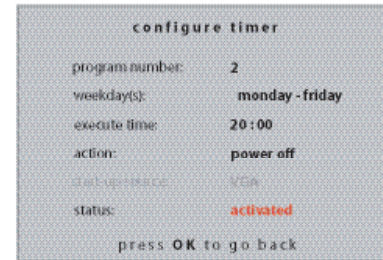 configure timer
program number: 2
weekday(s): monday - friday
execute time: 20:00
action: power off
start-up source: VGA
status: activated
press OK to go back